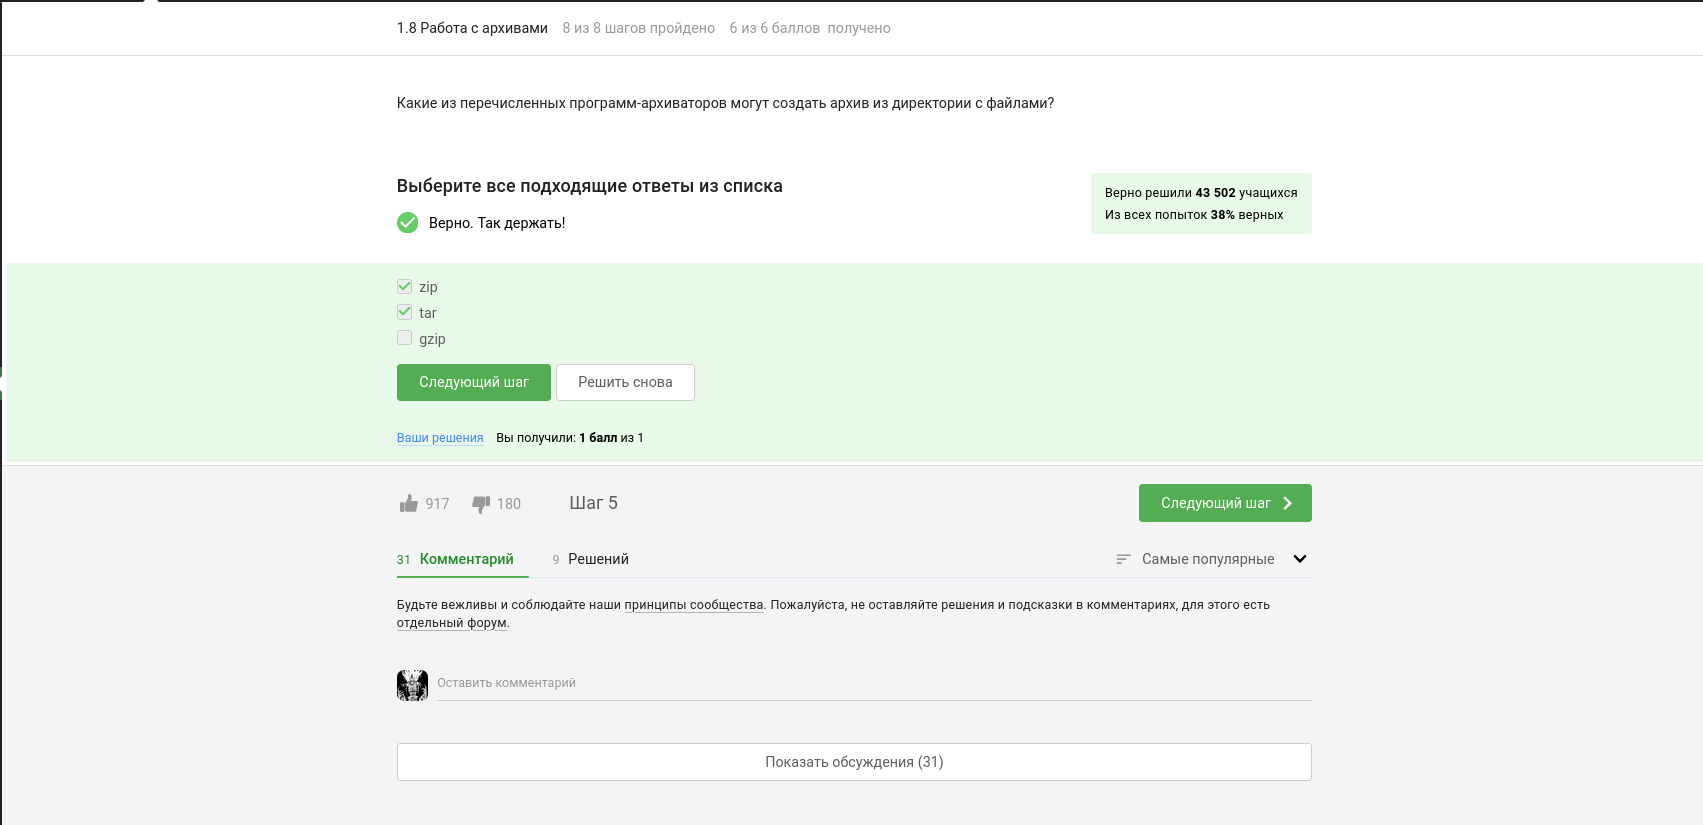 1.8 Работа с архивами 8 из 8 шагов пройдено 6 из 6 баллов получено
Какие из перечисленных программ-архиваторов могут создать архив из директории с файлами?
Выберите все подходящие ответы из списка
Верно. Так держать!
Верно решили 43 502 учащихся
Из всех попыток 38% верных
zip
tar
gzip
Следующий шаг Решить снова
Ваши решения Вы получили: 1 балл из 1
917 180 Шаг 5 Следующий шаг
31 Комментарий 9 Решений Самые популярные
Будьте вежливы и соблюдайте наши принципы сообщества. Пожалуйста, не оставляйте решения и подсказки в комментариях, для этого есть
отдельный форум.
Оставить комментарий
Показать обсуждения (31)